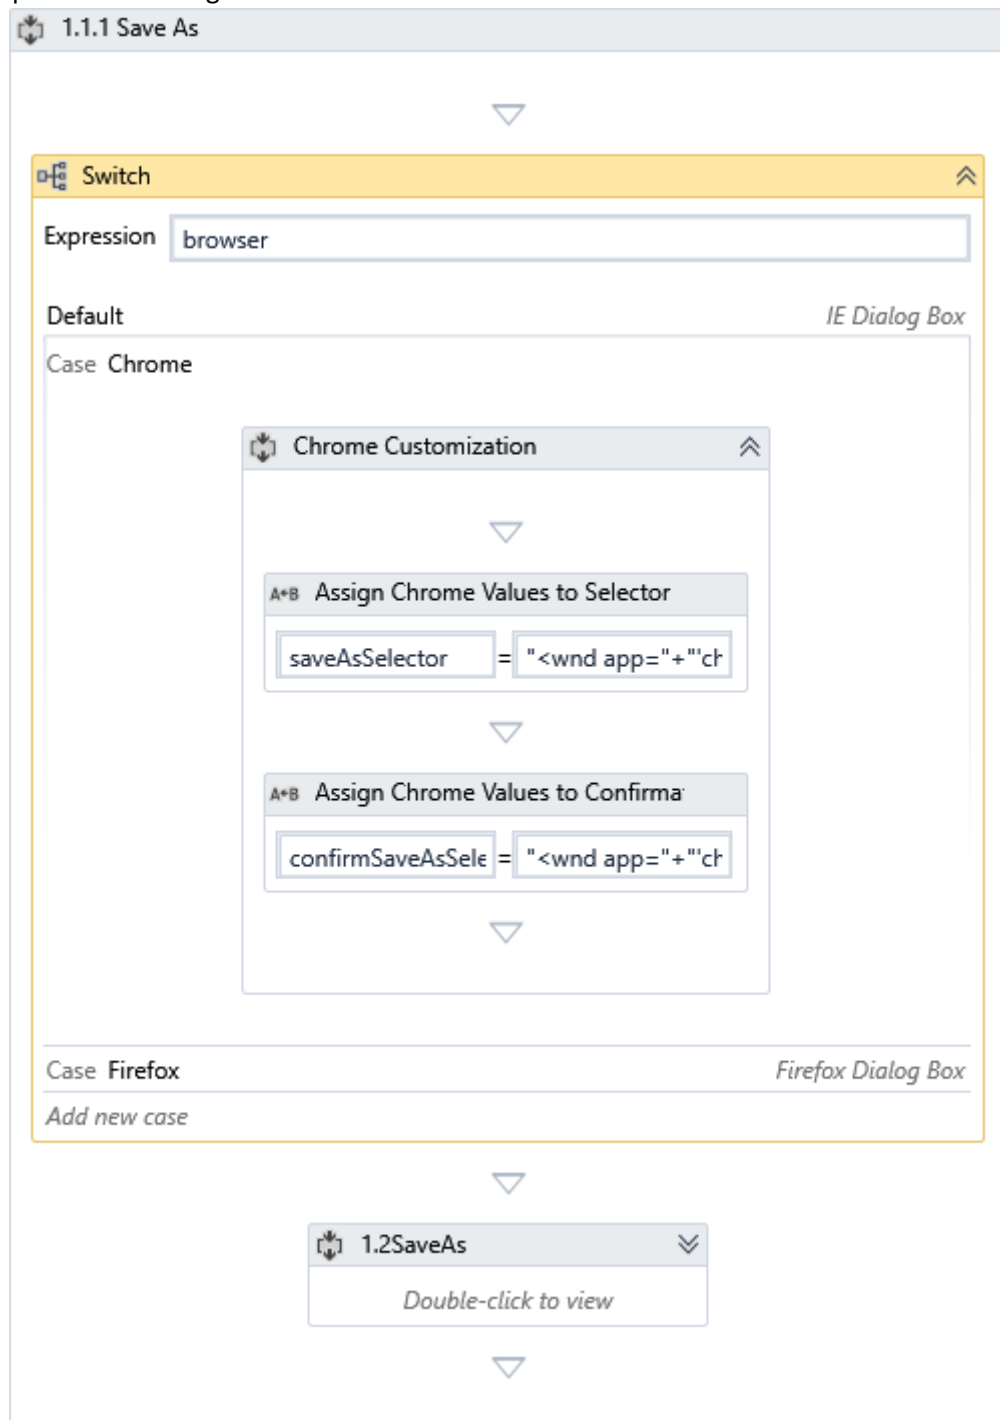 1.1.1 Save As
Switch
Expression browser
Default IE Dialog Box
Case Chrome
Chrome Customization
A+B Assign Chrome Values to Selector
saveAsSelector = "<wnd app="+"'ch
A+B Assign Chrome Values to Confirma
confirmSaveAsSele = "<wnd app="+"'ch
Case Firefox Firefox Dialog Box
Add new case
1.2SaveAs
Double-click to view